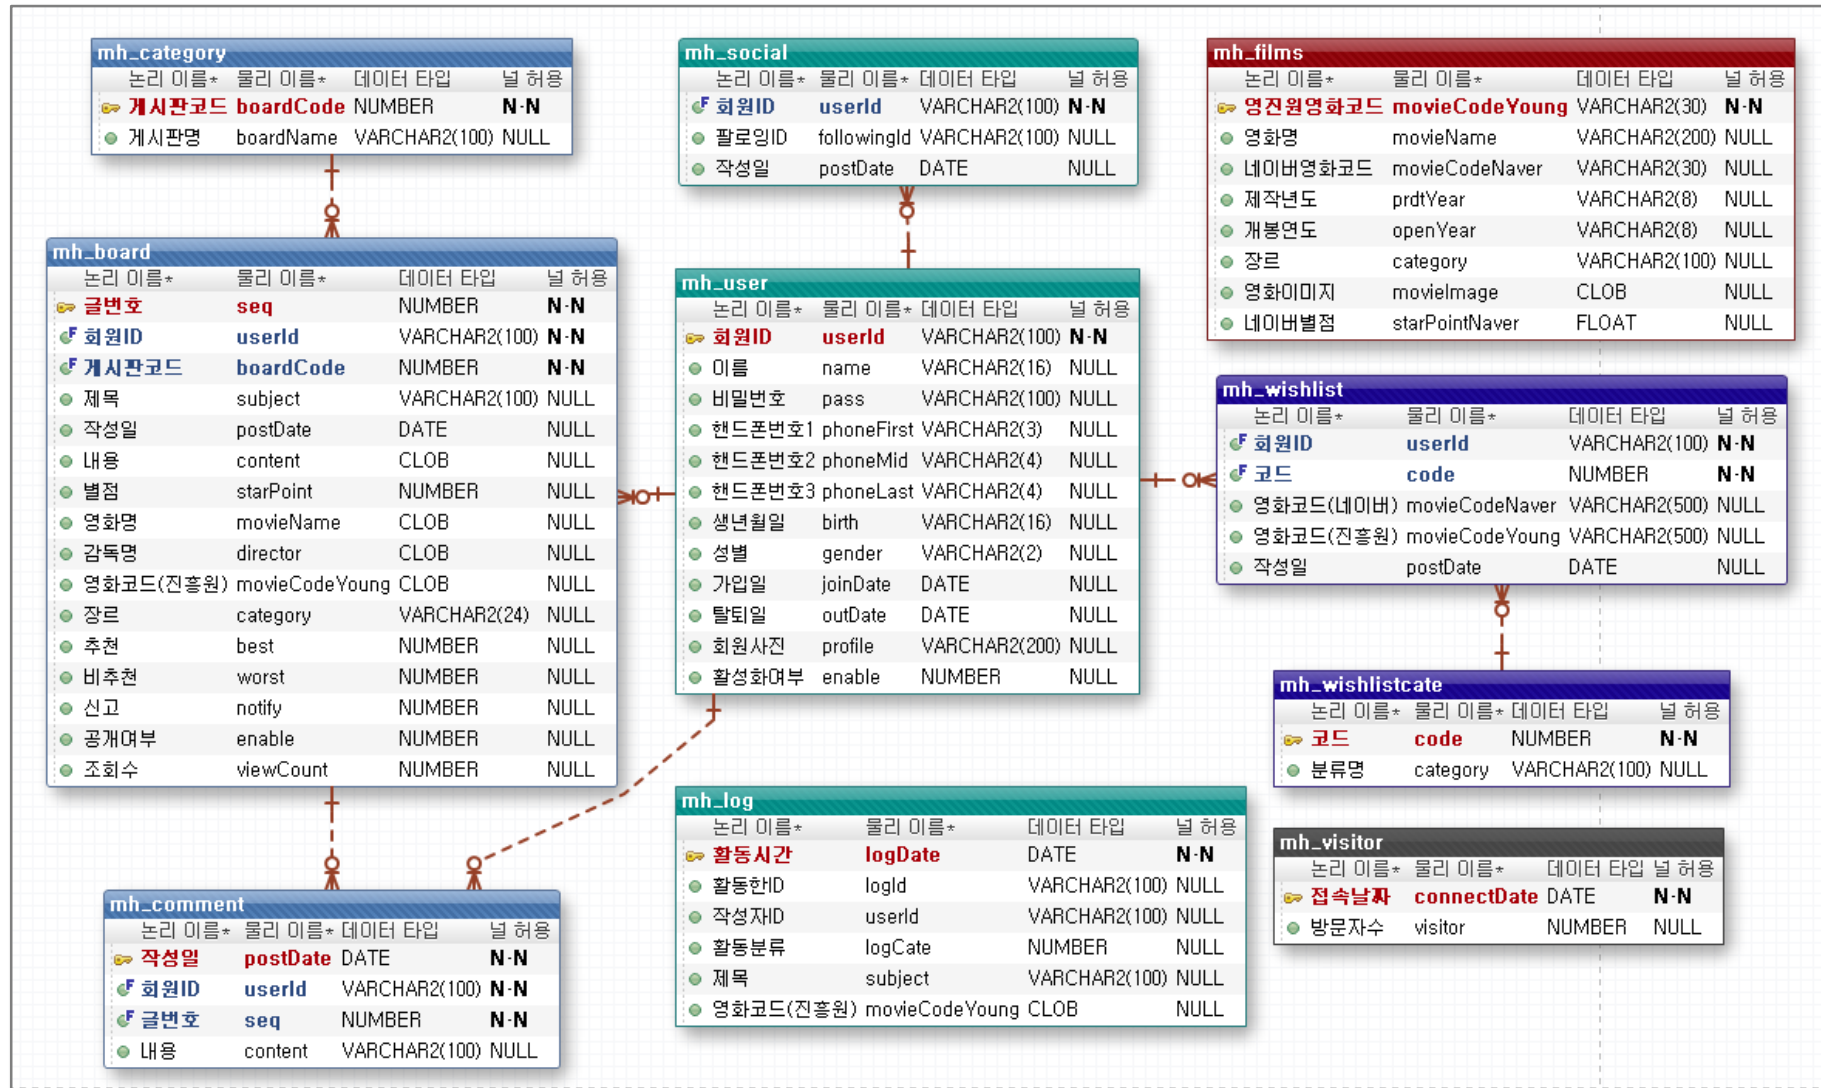 mh_category
논리 이름* 물리 이름* 데이터 타입 널 허용
게시판코드 boardCode NUMBER N-N
게시판명 boardName VARCHAR2(100) NULL
mh_social
논리 이름* 물리 이름* 데이터 타입 널 허용
회원ID userId VARCHAR2(100) N-N
팔로잉ID followingId VARCHAR2(100) NULL
작성일 postDate DATE NULL
mh_films
논리 이름* 물리 이름* 데이터 타입 널 허용
영진원영화코드 movieCodeYoung VARCHAR2(30) N-N
영화명 movieName VARCHAR2(200) NULL
네이버영화코드 movieCodeNaver VARCHAR2(30) NULL
제작년도 prdtYear VARCHAR2(8) NULL
개봉연도 openYear VARCHAR2(8) NULL
장르 category VARCHAR2(100) NULL
영화이미지 movieImage CLOB NULL
네이버별점 starPointNaver FLOAT NULL
mh_board
논리 이름* 물리 이름* 데이터 타입 널 허용
글번호 seq NUMBER N-N
회원ID userId VARCHAR2(100) N-N
게시판코드 boardCode NUMBER N-N
제목 subject VARCHAR2(100) NULL
작성일 postDate DATE NULL
내용 content CLOB NULL
별점 starPoint NUMBER NULL
영화명 movieName CLOB NULL
감독명 director CLOB NULL
영화코드(진흥원) movieCodeYoung CLOB NULL
장르 category VARCHAR2(24) NULL
추천 best NUMBER NULL
비추천 worst NUMBER NULL
신고 notify NUMBER NULL
공개여부 enable NUMBER NULL
조회수 viewCount NUMBER NULL
mh_user
논리 이름* 물리 이름* 데이터 타입 널 허용
회원ID userId VARCHAR2(100) N-N
이름 name VARCHAR2(16) NULL
비밀번호 pass VARCHAR2(100) NULL
핸드폰번호1 phoneFirst VARCHAR2(3) NULL
핸드폰번호2 phoneMid VARCHAR2(4) NULL
핸드폰번호3 phoneLast VARCHAR2(4) NULL
생년월일 birth VARCHAR2(16) NULL
성별 gender VARCHAR2(2) NULL
가입일 joinDate DATE NULL
탈퇴일 outDate DATE NULL
회원사진 profile VARCHAR2(200) NULL
활성화여부 enable NUMBER NULL
mh_wishlist
논리 이름* 물리 이름* 데이터 타입 널 허용
회원ID userId VARCHAR2(100) N-N
코드 code NUMBER N-N
영화코드(네이버) movieCodeNaver VARCHAR2(500) NULL
영화코드(진흥원) movieCodeYoung VARCHAR2(500) NULL
작성일 postDate DATE NULL
mh_wishlistcate
논리 이름* 물리 이름* 데이터 타입 널 허용
코드 code NUMBER N-N
분류명 category VARCHAR2(100) NULL
mh_log
논리 이름* 물리 이름* 데이터 타입 널 허용
활동시간 logDate DATE N-N
활동한ID logId VARCHAR2(100) NULL
작성자ID userId VARCHAR2(100) NULL
활동분류 logCate NUMBER NULL
제목 subject VARCHAR2(100) NULL
영화코드(진흥원) movieCodeYoung CLOB NULL
mh_visitor
논리 이름* 물리 이름* 데이터 타입 널 허용
접속날짜 connectDate DATE N-N
방문자수 visitor NUMBER NULL
mh_comment
논리 이름* 물리 이름* 데이터 타입 널 허용
작성일 postDate DATE N-N
회원ID userId VARCHAR2(100) N-N
글번호 seq NUMBER N-N
내용 content VARCHAR2(100) NULL